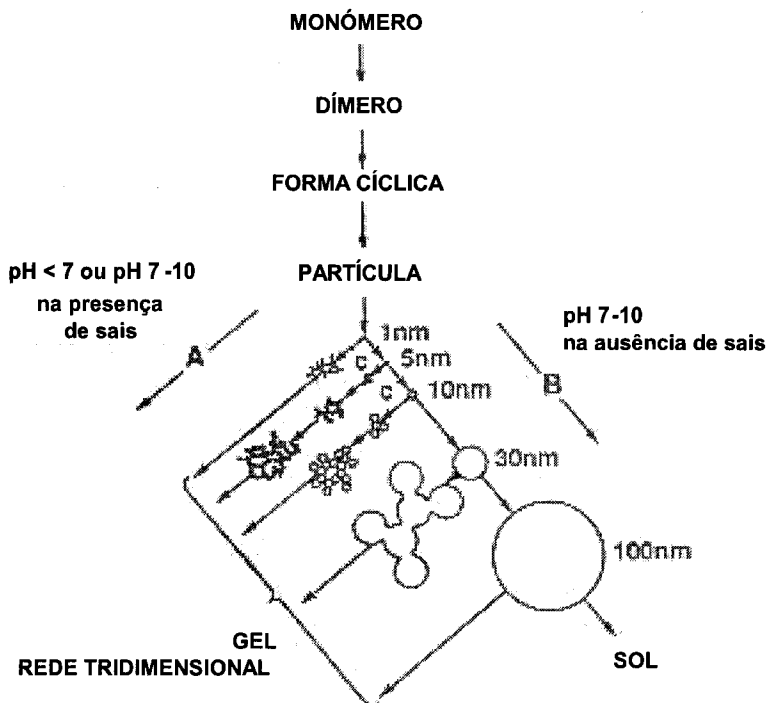 MONÓMERO
DÍMERO
FORMA CÍCLICA
PARTÍCULA
pH < 7 ou pH 7 -10
na presença
de sais
pH 7-10
na ausência de sais
A
B
1nm
C
5nm
C
10nm
30nm
100nm
GEL
REDE TRIDIMENSIONAL
SOL